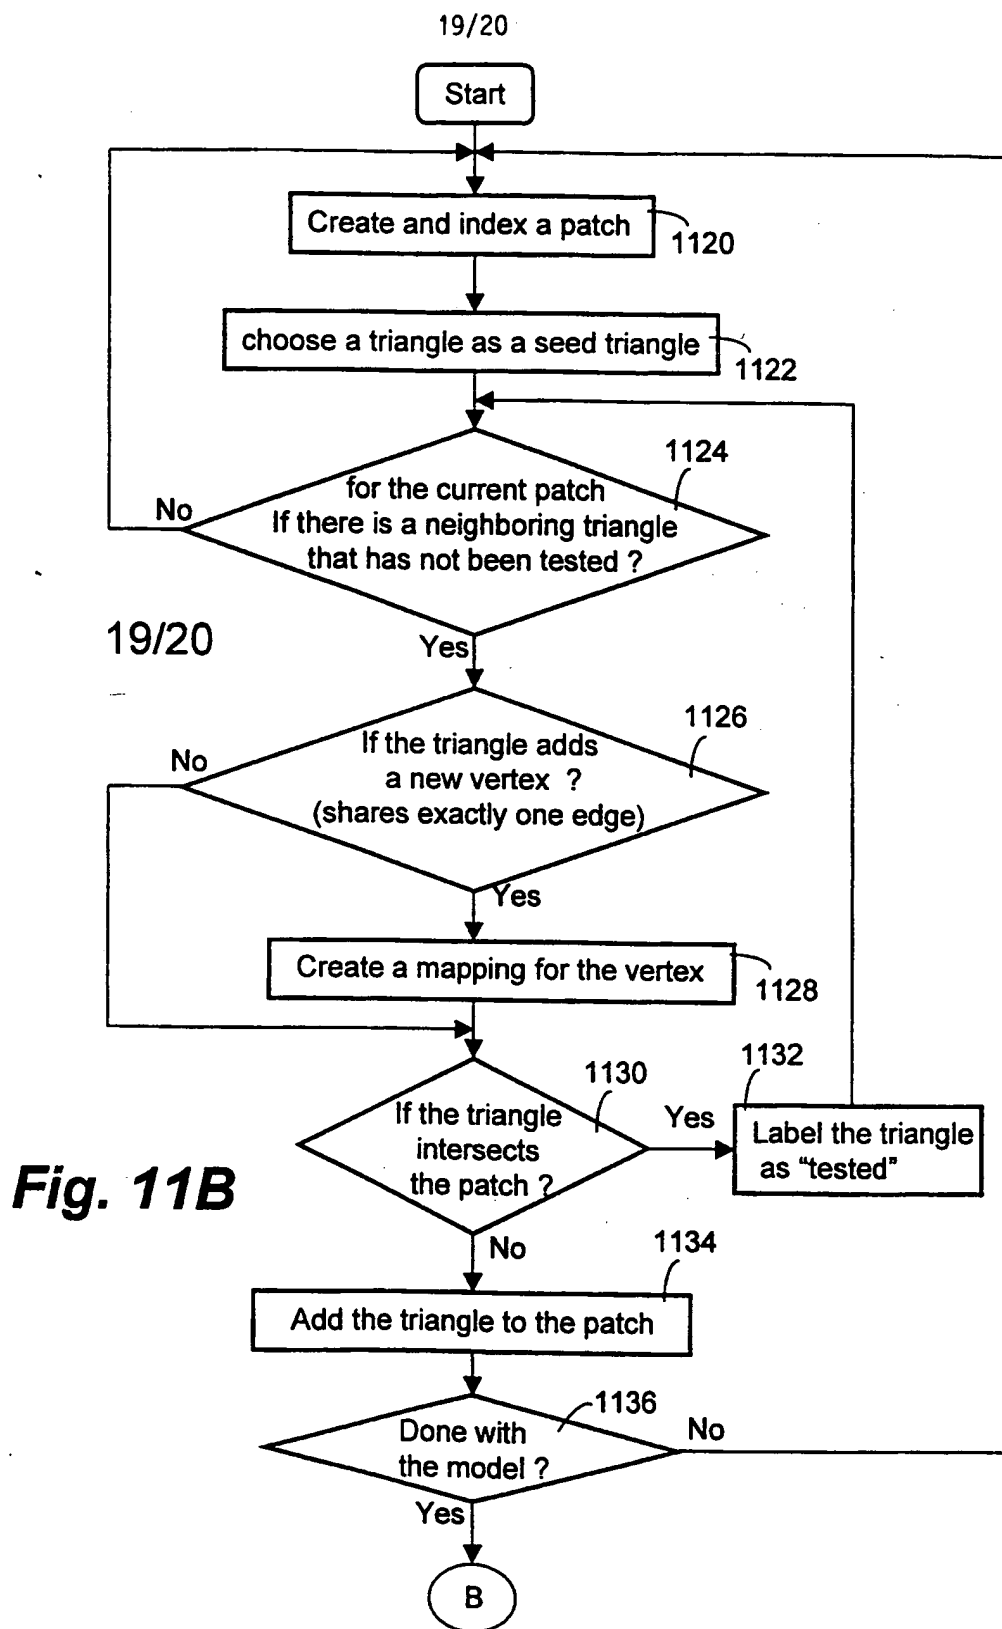 19/20
Start
Create and index a patch
1120
choose a triangle as a seed triangle
1122
1124
for the current patch
If there is a neighboring triangle
that has not been tested ?
No
Yes
19/20
1126
If the triangle adds
a new vertex ?
(shares exactly one edge)
No
Yes
Create a mapping for the vertex
1128
1130
If the triangle
intersects
the patch ?
Yes
1132
Label the triangle
as “tested”
Fig. 11B
No
1134
Add the triangle to the patch
1136
Done with
the model ?
No
Yes
B